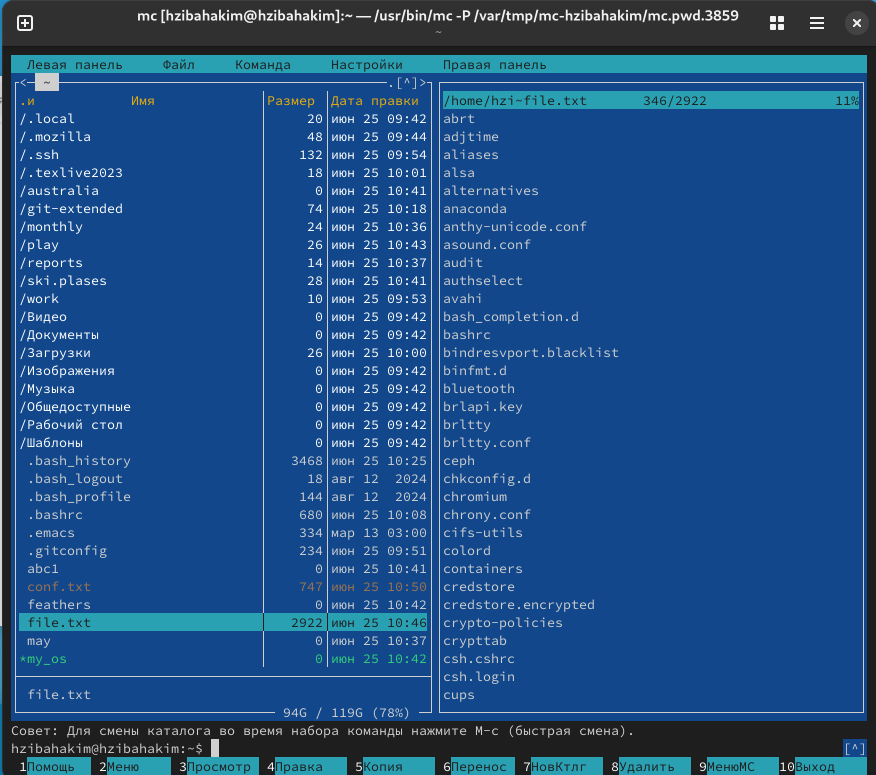 mc [hzibahakim@hzibahakim]:~ — /usr/bin/mc -P /var/tmp/mc-hzibahakim/mc.pwd.3859
~
Левая панель Файл Команда Настройки Правая панель
<─ ~ .[^]>
.и Имя Размер Дата правки
/.local 20 июн 25 09:42
/.mozilla 48 июн 25 09:44
/.ssh 132 июн 25 09:54
/.texlive2023 18 июн 25 10:01
/australia 0 июн 25 10:41
/git-extended 74 июн 25 10:18
/monthly 24 июн 25 10:36
/play 26 июн 25 10:43
/reports 14 июн 25 10:37
/ski.plases 28 июн 25 10:41
/work 10 июн 25 09:53
/Видео 0 июн 25 09:42
/Документы 0 июн 25 09:42
/Загрузки 26 июн 25 10:00
/Изображения 0 июн 25 09:42
/Музыка 0 июн 25 09:42
/Общедоступные 0 июн 25 09:42
/Рабочий стол 0 июн 25 09:42
/Шаблоны 0 июн 25 09:42
.bash_history 3468 июн 25 10:25
.bash_logout 18 авг 12 2024
.bash_profile 144 авг 12 2024
.bashrc 680 июн 25 10:08
.emacs 334 мар 13 03:00
.gitconfig 234 июн 25 09:51
abc1 0 июн 25 10:41
conf.txt 747 июн 25 10:50
feathers 0 июн 25 10:42
file.txt 2922 июн 25 10:46
may 0 июн 25 10:37
*my_os 0 июн 25 10:42
file.txt
94G / 119G (78%)
/home/hzi~file.txt 346/2922 11%
abrt
adjtime
aliases
alsa
alternatives
anaconda
anthy-unicode.conf
asound.conf
audit
authselect
avahi
bash_completion.d
bashrc
bindresvport.blacklist
binfmt.d
bluetooth
brlapi.key
brltty
brltty.conf
ceph
chkconfig.d
chromium
chrony.conf
cifs-utils
colord
containers
credstore
credstore.encrypted
crypto-policies
crypttab
csh.cshrc
csh.login
cups
Совет: Для смены каталога во время набора команды нажмите M-c (быстрая смена).
hzibahakim@hzibahakim:~$ [^]
1Помощь 2Меню 3Просмотр 4Правка 5Копия 6Перенос 7НовКтлг 8Удалить 9МенюMC 10Выход